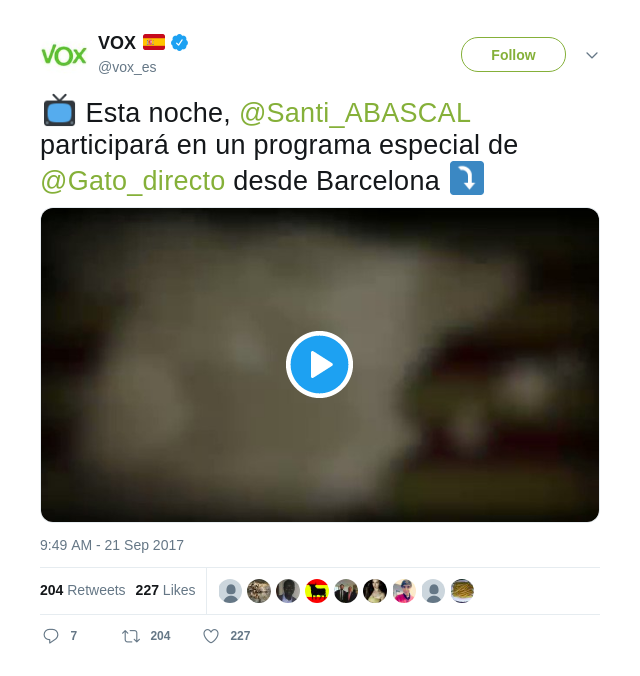 VOX
VOX
@vox_es
Follow
Esta noche, @Santi_ABASCAL
participará en un programa especial de
@Gato_directo desde Barcelona
9:49 AM - 21 Sep 2017
204 Retweets 227 Likes
7 204 227